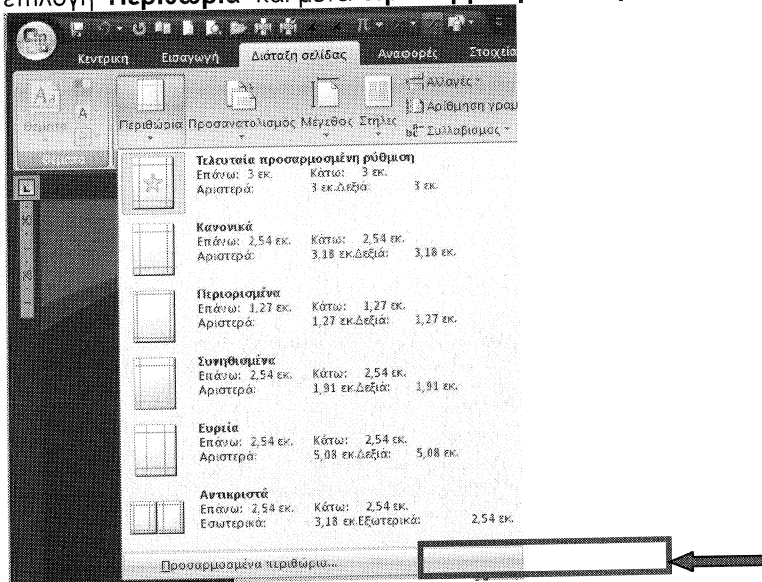 επιλογή Περιθώρια και μετά
Κεντρική Εισαγωγή Διάταξη σελίδας Αναφορές Στοιχεία
Aa
Θέματα
A
Περιθώρια Προσανατολισμός Μέγεθος Στήλες
Αλλαγές
Αρίθμηση γραμ
Συλλαβισμός
Θέματα
Τελευταία προσαρμοσμένη ρύθμιση
Επάνω: 3 εκ. Κάτω: 3 εκ.
Αριστερά: 3 εκ.Δεξιά: 3 εκ.
Κανονικά
Επάνω: 2,54 εκ. Κάτω: 2,54 εκ.
Αριστερά: 3,18 εκ.Δεξιά: 3,18 εκ.
Περιορισμένα
Επάνω: 1,27 εκ. Κάτω: 1,27 εκ.
Αριστερά: 1,27 εκ.Δεξιά: 1,27 εκ.
Συνηθισμένα
Επάνω: 2,54 εκ. Κάτω: 2,54 εκ.
Αριστερά: 1,91 εκ.Δεξιά: 1,91 εκ.
Ευρεία
Επάνω: 2,54 εκ. Κάτω: 2,54 εκ.
Αριστερά: 5,08 εκ.Δεξιά: 5,08 εκ.
Αντικριστά
Επάνω: 2,54 εκ. Κάτω: 2,54 εκ.
Εσωτερικά: 3,18 εκ.Εξωτερικά: 2,54 εκ.
Προσαρμοσμένα περιθώρια...